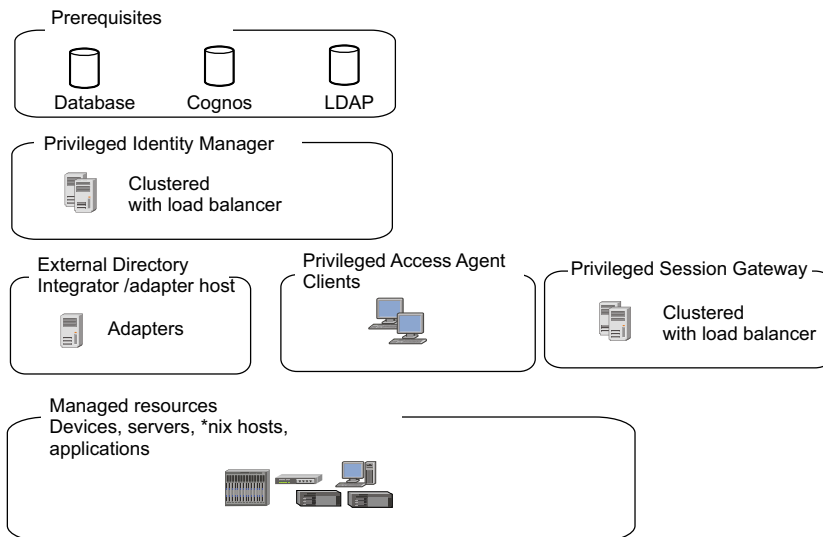 Prerequisites
Database
Cognos
LDAP
Privileged Identity Manager
Clustered
with load balancer
External Directory
Integrator /adapter host
Adapters
Privileged Access Agent
Clients
Privileged Session Gateway
Clustered
with load balancer
Managed resources
Devices, servers, *nix hosts,
applications